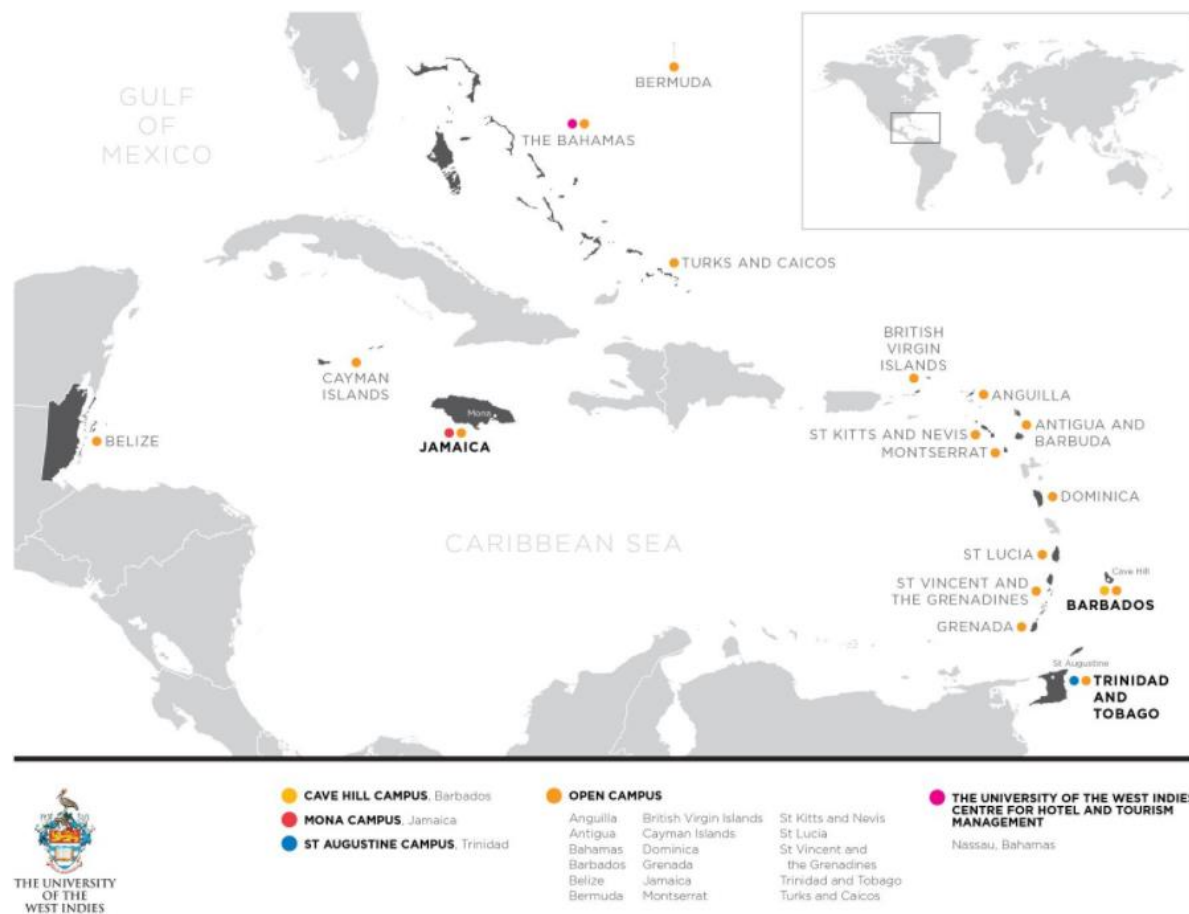 GULF
OF
MEXICO
BERMUDA
THE BAHAMAS
TURKS AND CAICOS
CAYMAN
ISLANDS
Mona
JAMAICA
BELIZE
BRITISH
VIRGIN
ISLANDS
ANGUILLA
ST KITTS AND NEVIS
ANTIGUA AND
BARBUDA
MONTSERRAT
DOMINICA
CARIBBEAN SEA
ST LUCIA
ST VINCENT AND
THE GRENADINES
Cave Hill
BARBADOS
GRENADA
St Augustine
TRINIDAD
AND
TOBAGO
THE UNIVERSITY
OF THE
WEST INDIES
CAVE HILL CAMPUS, Barbados
MONA CAMPUS, Jamaica
ST AUGUSTINE CAMPUS, Trinidad
OPEN CAMPUS
Anguilla
Antigua
Bahamas
Barbados
Belize
Bermuda
British Virgin Islands
Cayman Islands
Dominica
Grenada
Jamaica
Montserrat
St Kitts and Nevis
St Lucia
St Vincent and
the Grenadines
Trinidad and Tobago
Turks and Caicos
THE UNIVERSITY OF THE WEST INDIES
CENTRE FOR HOTEL AND TOURISM
MANAGEMENT
Nassau, Bahamas